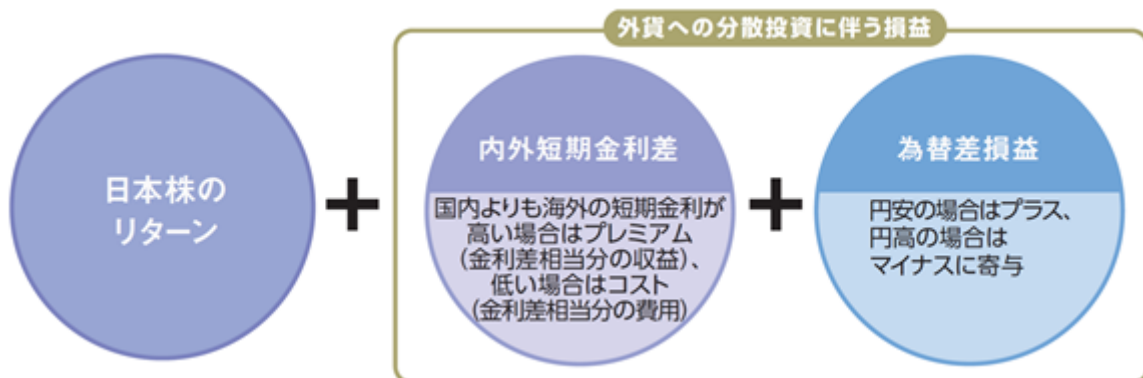 外貨への分散投資に伴う損益
日本株の
リターン
+
内外短期金利差
国内よりも海外の短期金利が
高い場合はプレミアム
(金利差相当分の収益)、
低い場合はコスト
(金利差相当分の費用)
+
為替差損益
円安の場合はプラス、
円高の場合は
マイナスに寄与